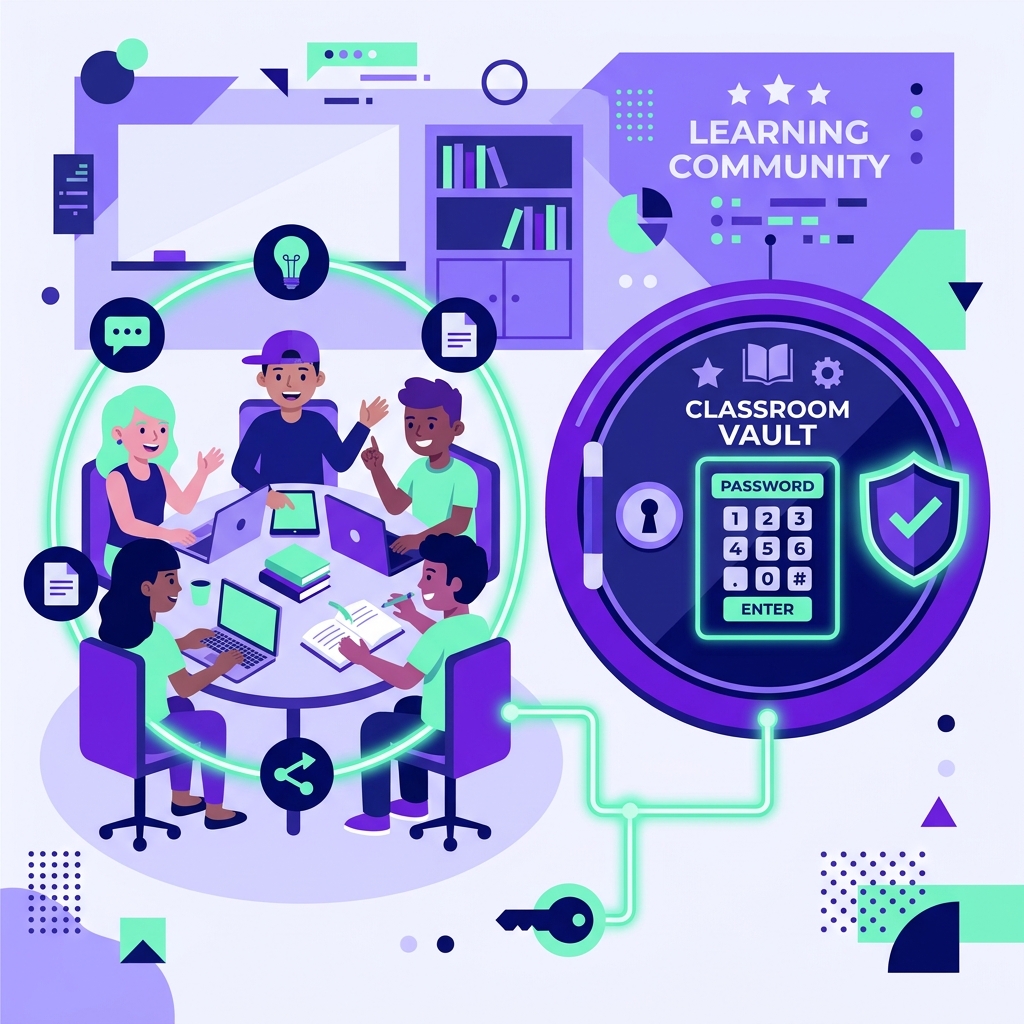 LEARNING
COMMUNITY
CLASSROOM
VAULT
PASSWORD
1 2 3
4 5 6
. 0 #
ENTER